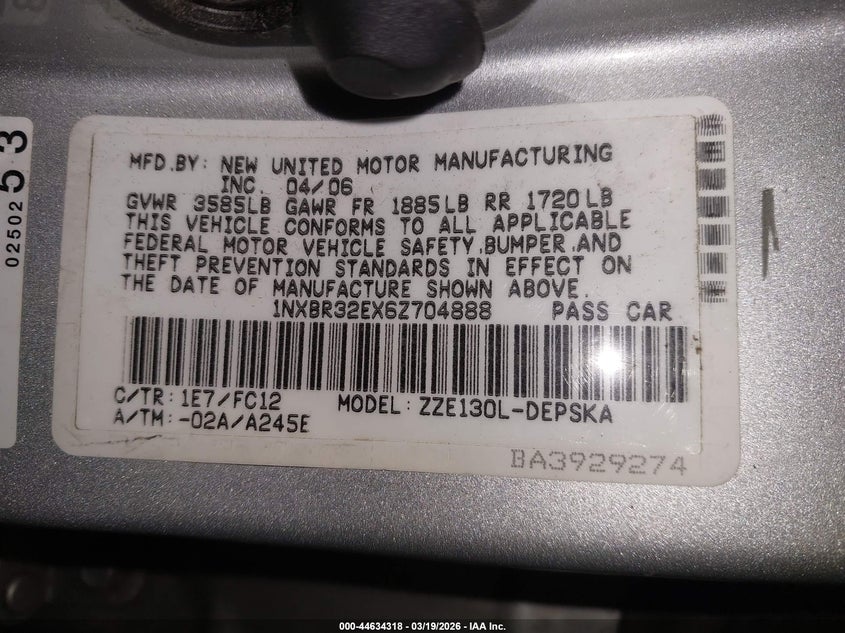 02502 53
MFD.BY: NEW UNITED MOTOR MANUFACTURING
INC. 04/06
GVWR 3585LB GAWR FR 1885LB RR 1720LB
THIS VEHICLE CONFORMS TO ALL APPLICABLE
FEDERAL MOTOR VEHICLE SAFETY,BUMPER,AND
THEFT PREVENTION STANDARDS IN EFFECT ON
THE DATE OF MANUFACTURE SHOWN ABOVE.
1NXBR32EX6Z704888 PASS CAR
C/TR: 1E7/FC12 MODEL: ZZE130L-DEPSKA
A/TM: -02A/A245E
BA3929274
000-44634318 - 03/19/2026 - IAA Inc.